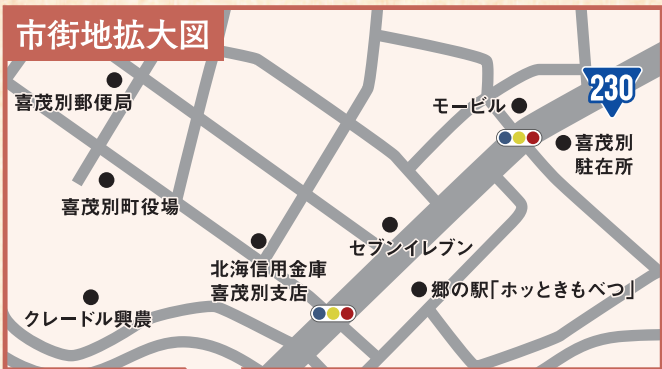 市街地拡大図
230
喜茂別郵便局
モービル
喜茂別
駐在所
喜茂別町役場
セブンイレブン
北海信用金庫
喜茂別支店
郷の駅「ホッときもべつ」
クレードル興農